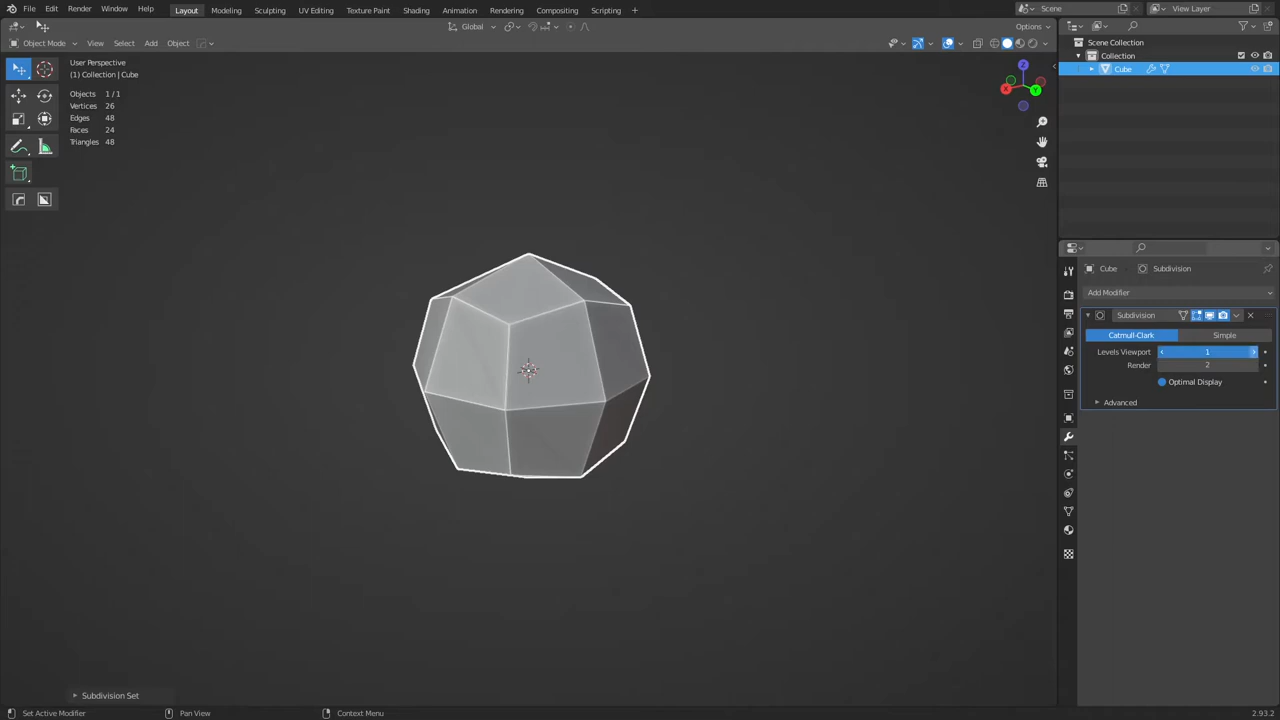 File Edit Render Window Help Layout Modeling Sculpting UV Editing Texture Paint Shading Animation Rendering Compositing Scripting + Scene View Layer
Global Options
Object Mode View Select Add Object
Scene Collection
Collection
Cube
User Perspective
(1) Collection | Cube
Objects 1 / 1
Vertices 26
Edges 48
Faces 24
Triangles 48
Z
X
Y
Cube Subdivision
Add Modifier
Subdivision
Catmull-Clark Simple
Levels Viewport 1
Render 2
Optimal Display
Advanced
Subdivision Set
Set Active Modifier Pan View Context Menu 2.93.2